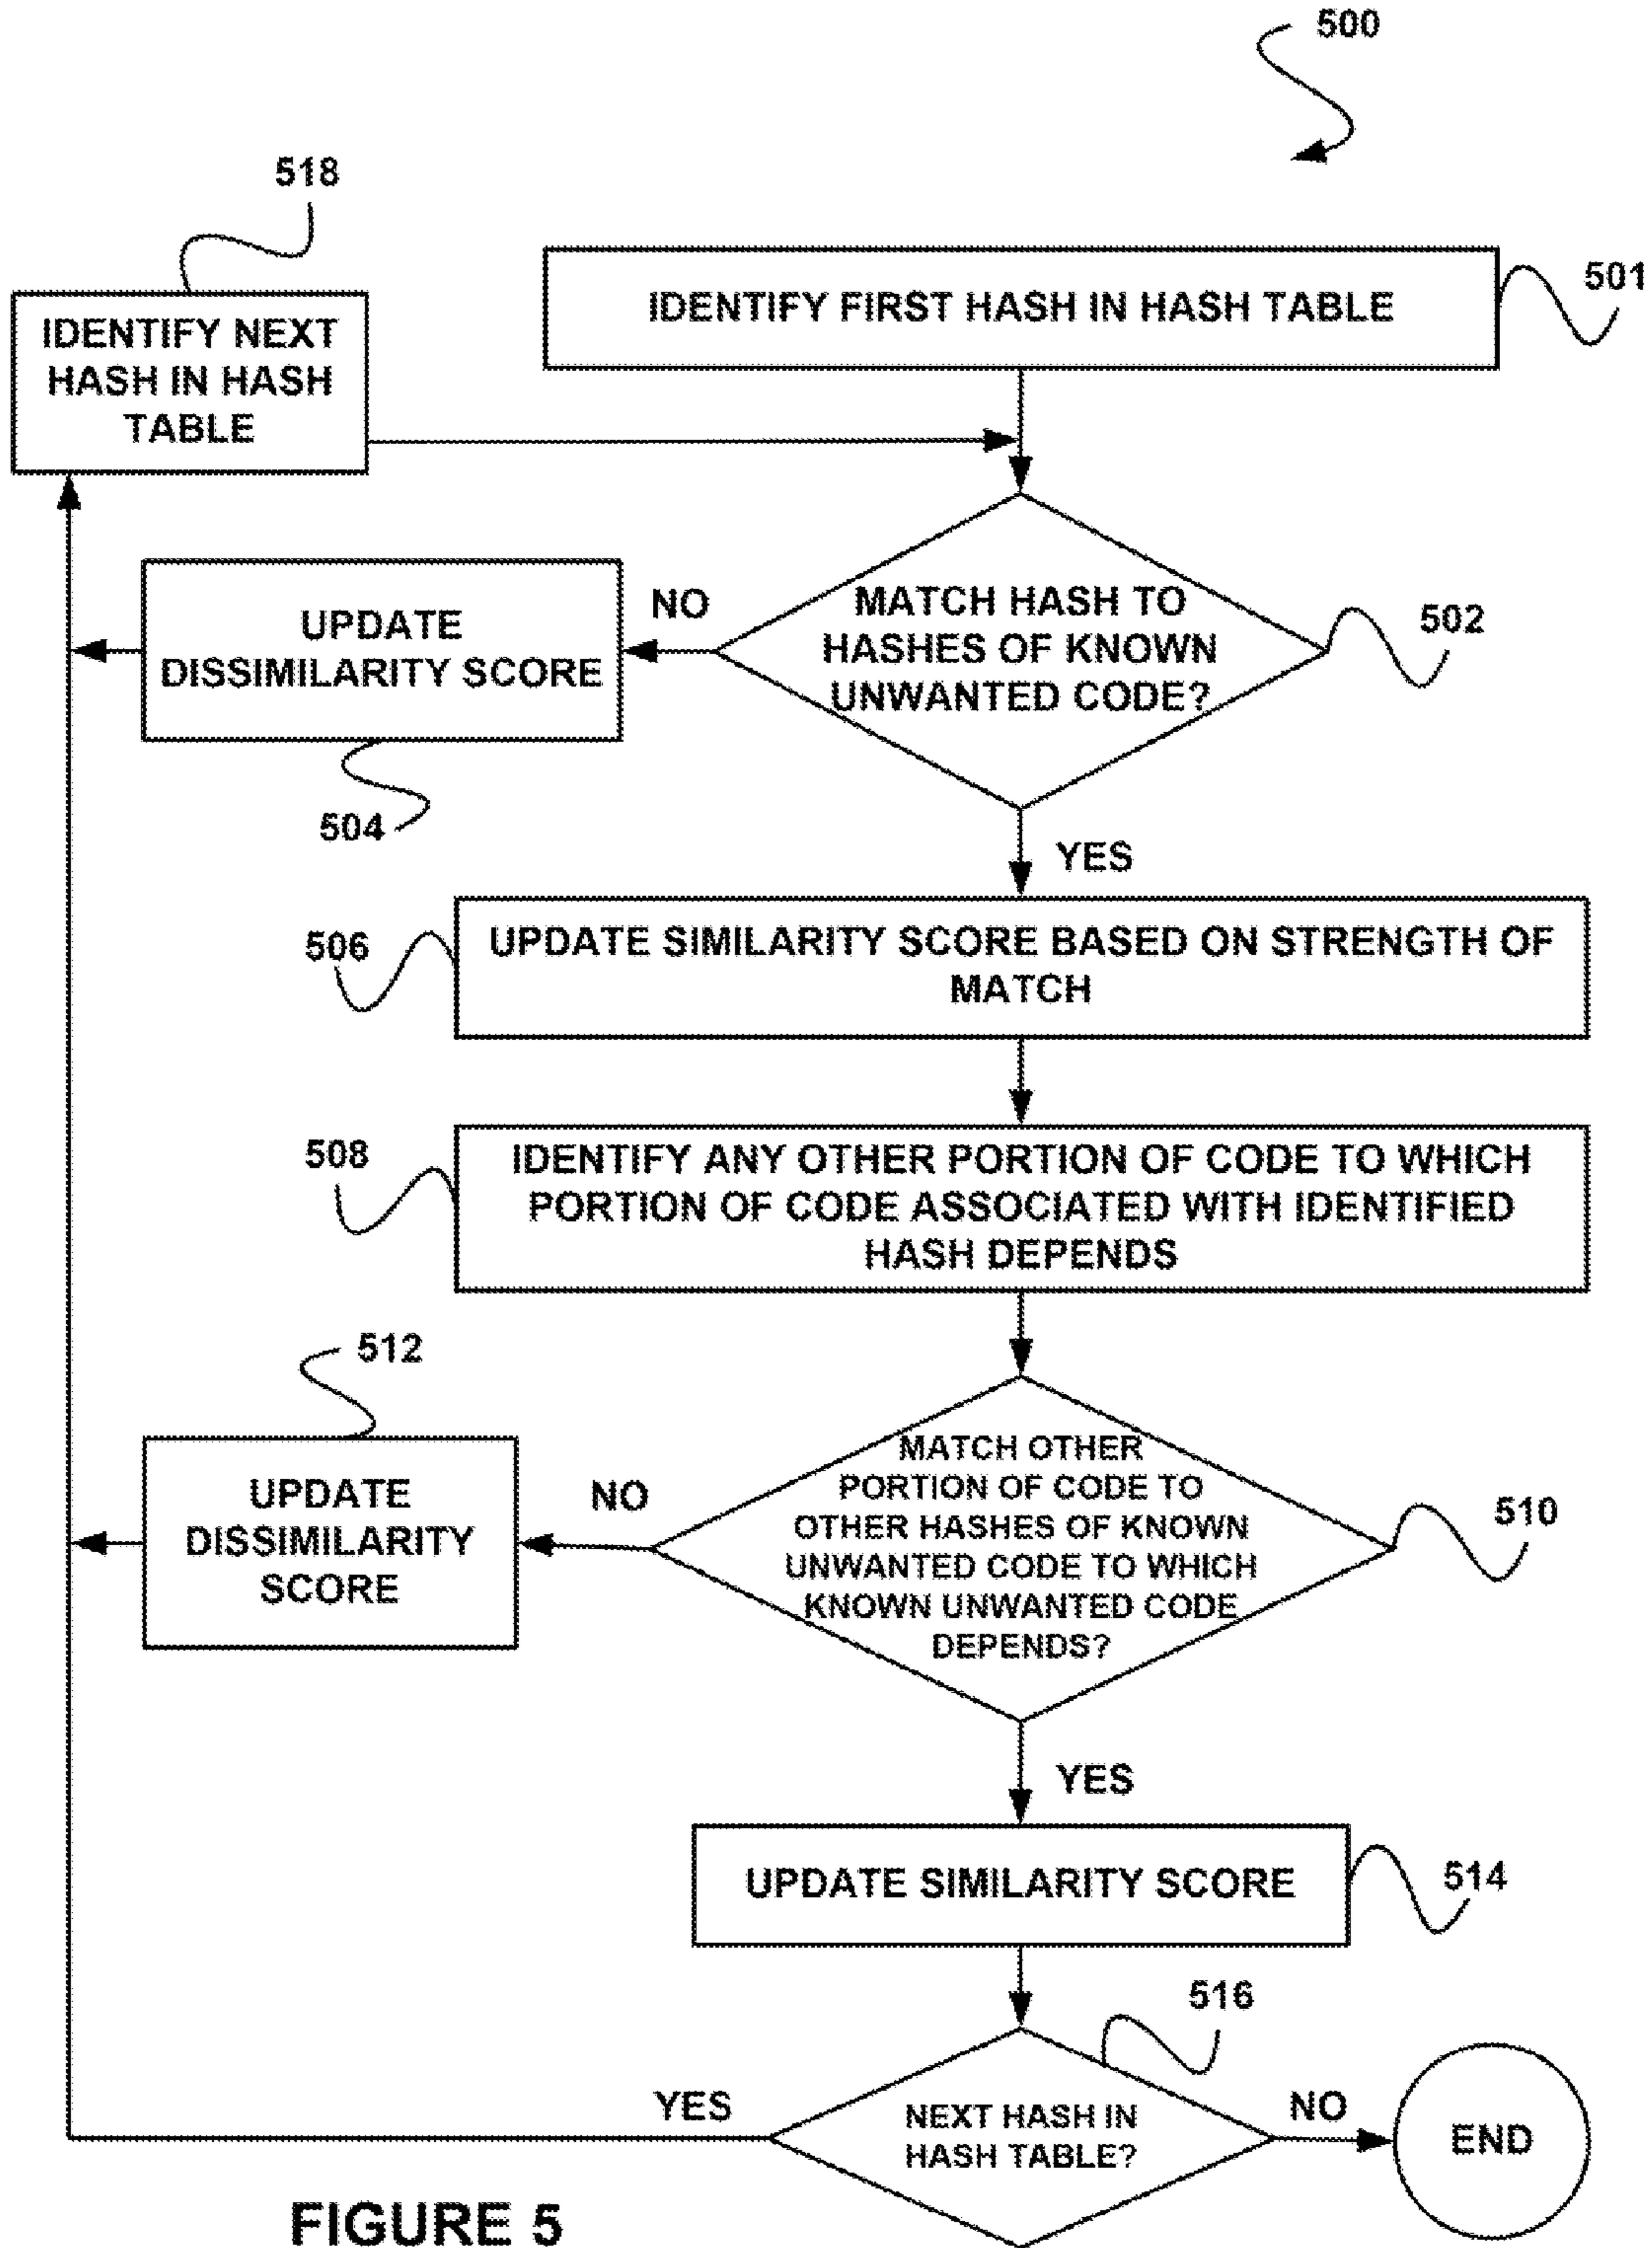 500
518
501
IDENTIFY FIRST HASH IN HASH TABLE
IDENTIFY NEXT
HASH IN HASH
TABLE
UPDATE
DISSIMILARITY SCORE
NO
MATCH HASH TO
HASHES OF KNOWN
UNWANTED CODE?
502
504
YES
506
UPDATE SIMILARITY SCORE BASED ON STRENGTH OF
MATCH
508
IDENTIFY ANY OTHER PORTION OF CODE TO WHICH
PORTION OF CODE ASSOCIATED WITH IDENTIFIED
HASH DEPENDS
512
UPDATE
DISSIMILARITY
SCORE
NO
MATCH OTHER
PORTION OF CODE TO
OTHER HASHES OF KNOWN
UNWANTED CODE TO WHICH
KNOWN UNWANTED CODE
DEPENDS?
510
YES
UPDATE SIMILARITY SCORE
514
516
YES
NEXT HASH IN
HASH TABLE?
NO
END
FIGURE 5